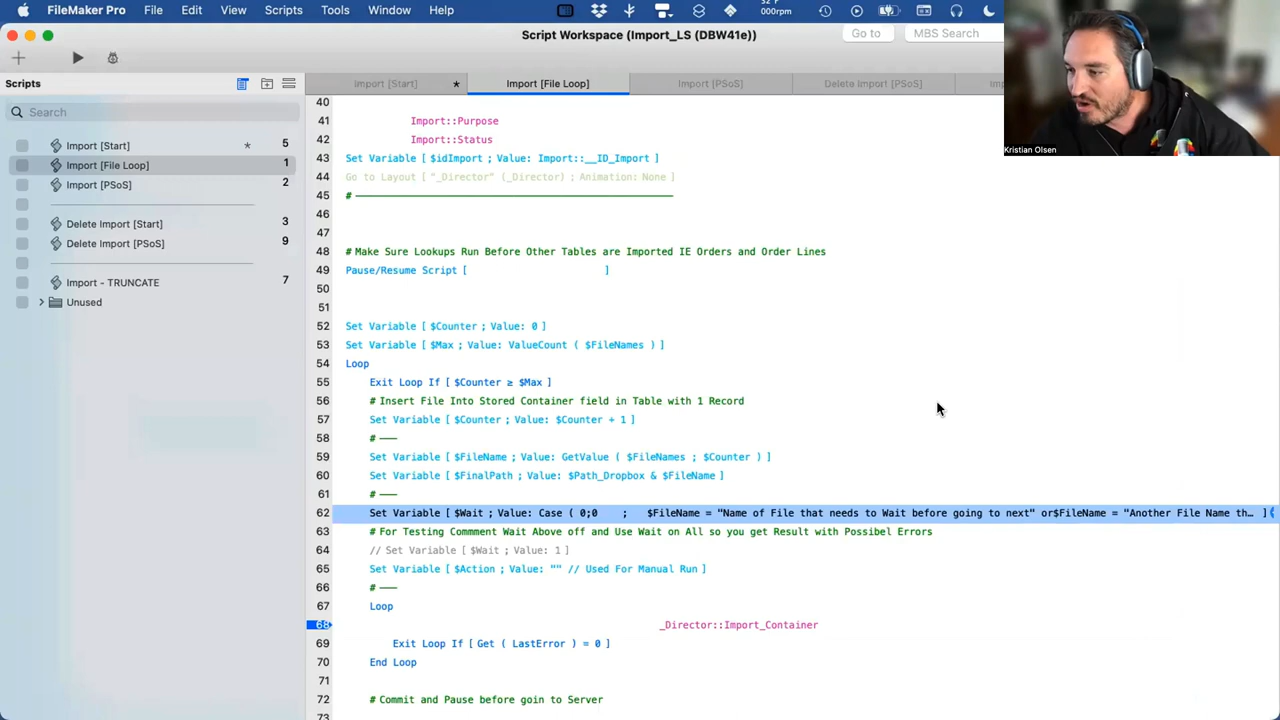 FileMaker Pro File Edit View Scripts Tools Window Help 000rpm
Script Workspace (Import_LS (DBW41e))
Go to MBS Search
Scripts
Import [Start] *
Import [File Loop]
Import [PSoS]
Delete Import [PSoS]
Search
Import [Start] * 5
Import [File Loop] 1
Import [PSoS] 2
Delete Import [Start] 3
Delete Import [PSoS] 9
Import - TRUNCATE 7
Unused
40
41 Import::Purpose
42 Import::Status
43 Set Variable [ $idImport ; Value: Import::__ID_Import ]
44 Go to Layout [ "_Director" (_Director) ; Animation: None ]
45 #
46
47
48 # Make Sure Lookups Run Before Other Tables are Imported IE Orders and Order Lines
49 Pause/Resume Script [ ]
50
51
52 Set Variable [ $Counter ; Value: 0 ]
53 Set Variable [ $Max ; Value: ValueCount ( $FileNames ) ]
54 Loop
55 Exit Loop If [ $Counter ≥ $Max ]
56 # Insert File Into Stored Container field in Table with 1 Record
57 Set Variable [ $Counter ; Value: $Counter + 1 ]
58 # ——
59 Set Variable [ $FileName ; Value: GetValue ( $FileNames ; $Counter ) ]
60 Set Variable [ $FinalPath ; Value: $Path_Dropbox & $FileName ]
61 # ——
62 Set Variable [ $Wait ; Value: Case ( 0;0 ; $FileName = "Name of File that needs to Wait before going to next" or$FileName = "Another File Name th… ]
63 # For Testing Commment Wait Above off and Use Wait on All so you get Result with Possibel Errors
64 // Set Variable [ $Wait ; Value: 1 ]
65 Set Variable [ $Action ; Value: "" // Used For Manual Run ]
66 # ——
67 Loop
68 _Director::Import_Container
69 Exit Loop If [ Get ( LastError ) = 0 ]
70 End Loop
71
72 # Commit and Pause before goin to Server
73
Kristian Olsen